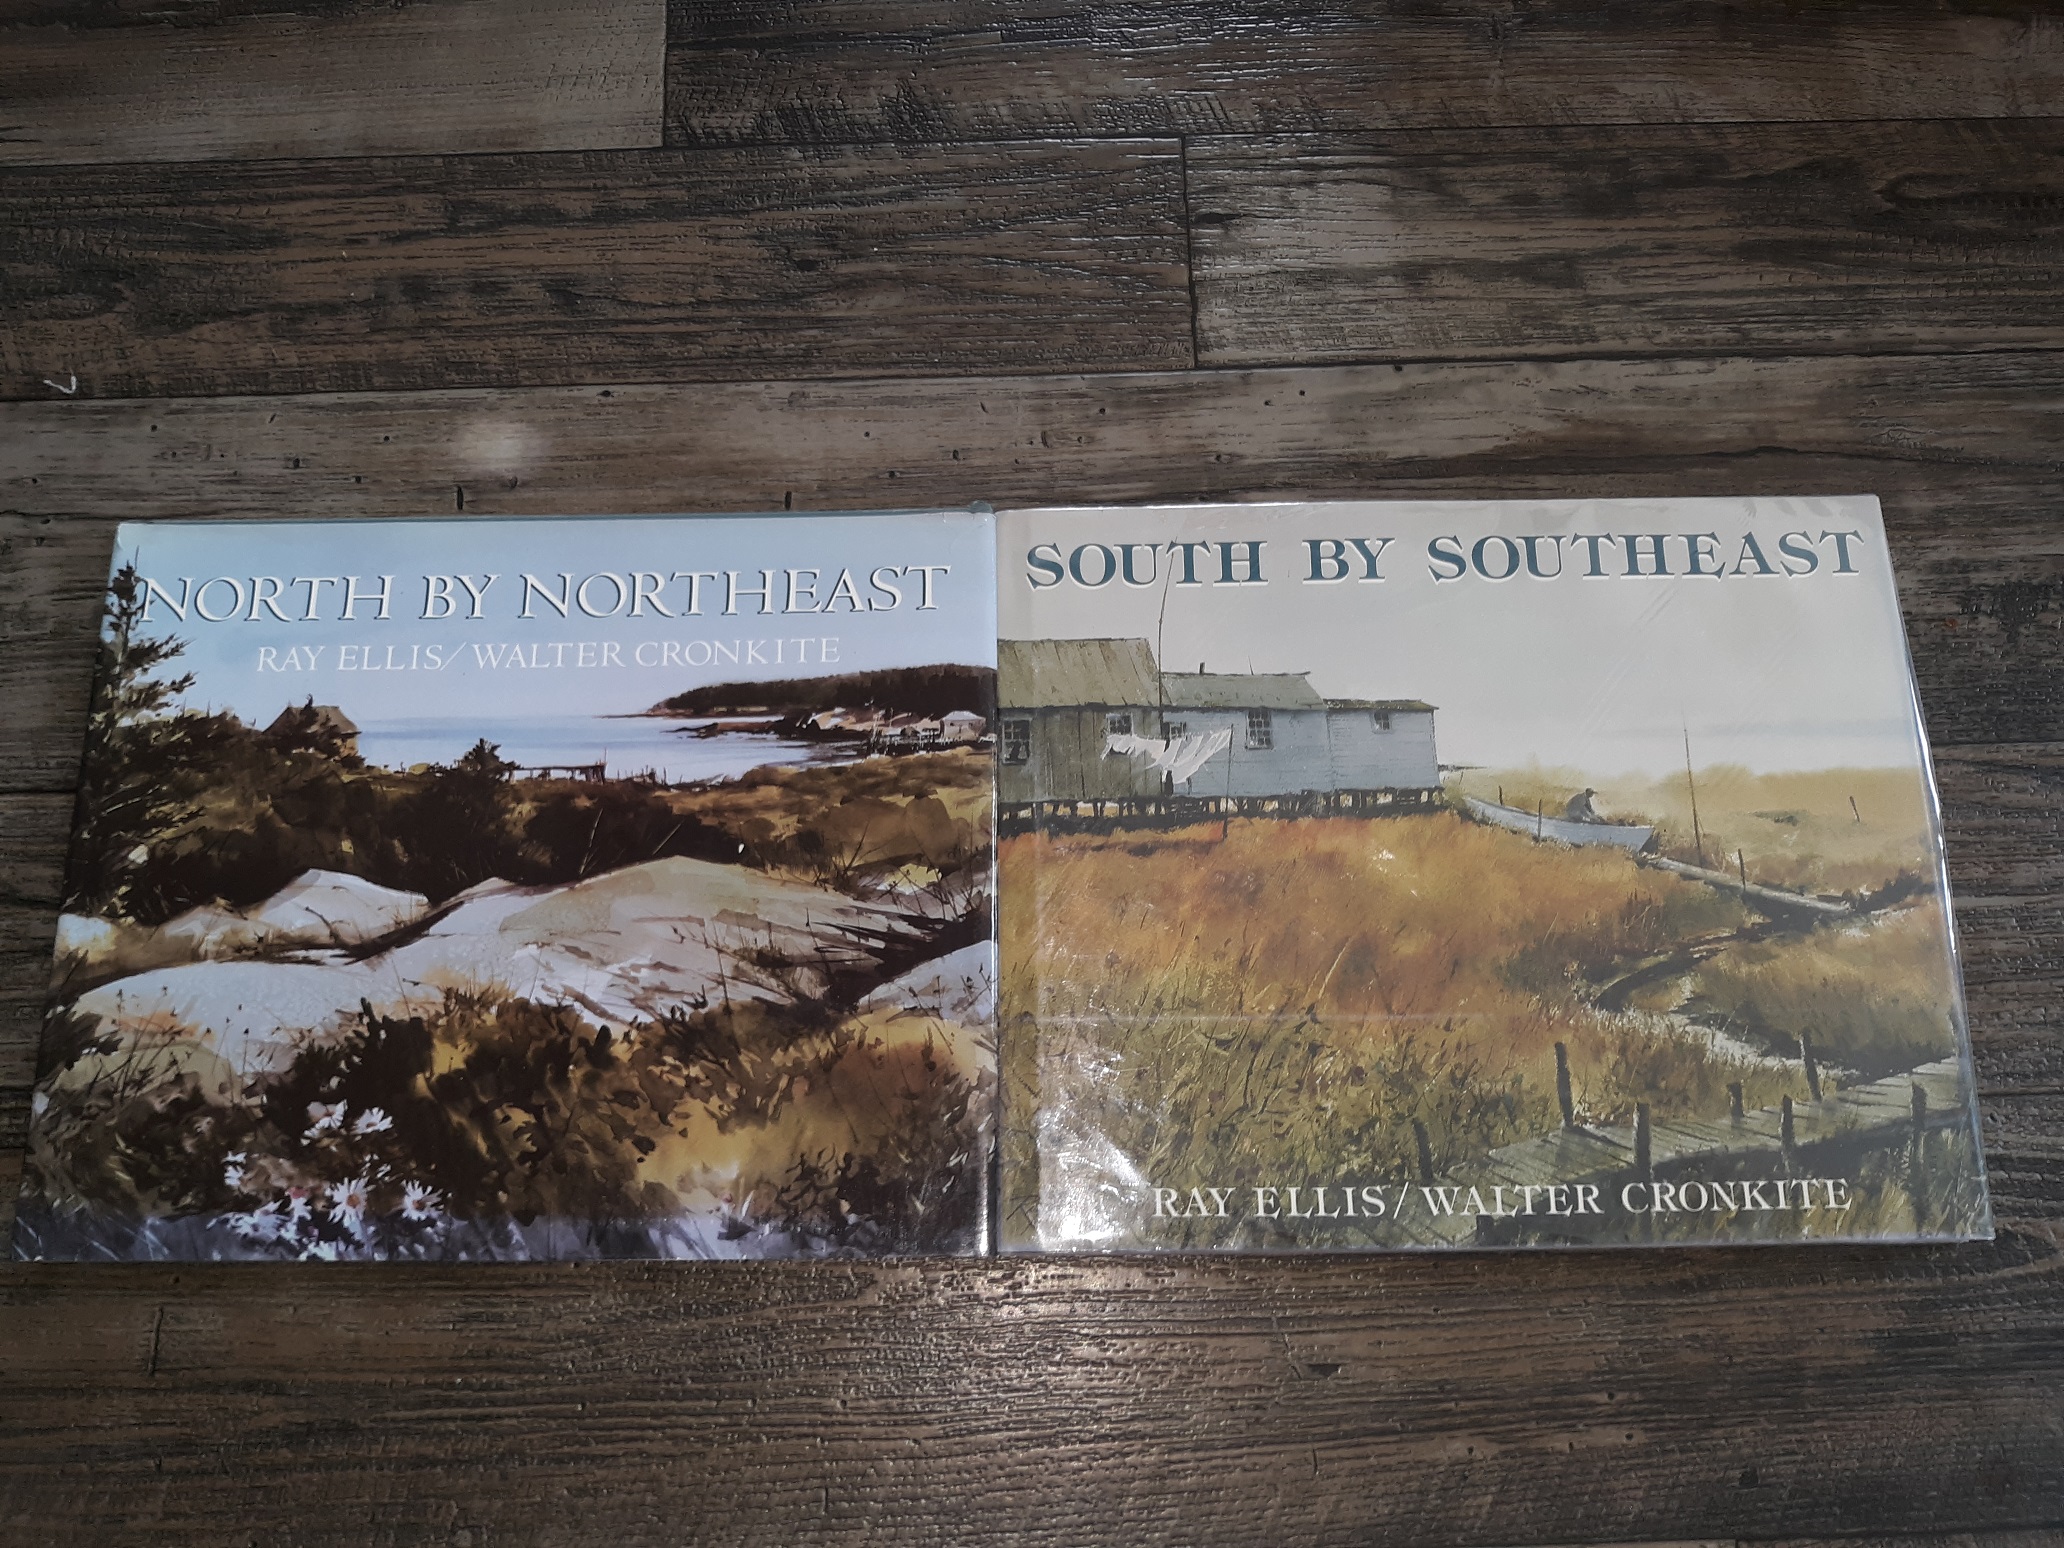 NORTH BY NORTHEAST
RAY ELLIS/WALTER CRONKITE
SOUTH BY SOUTHEAST
RAY ELLIS/WALTER CRONKITE